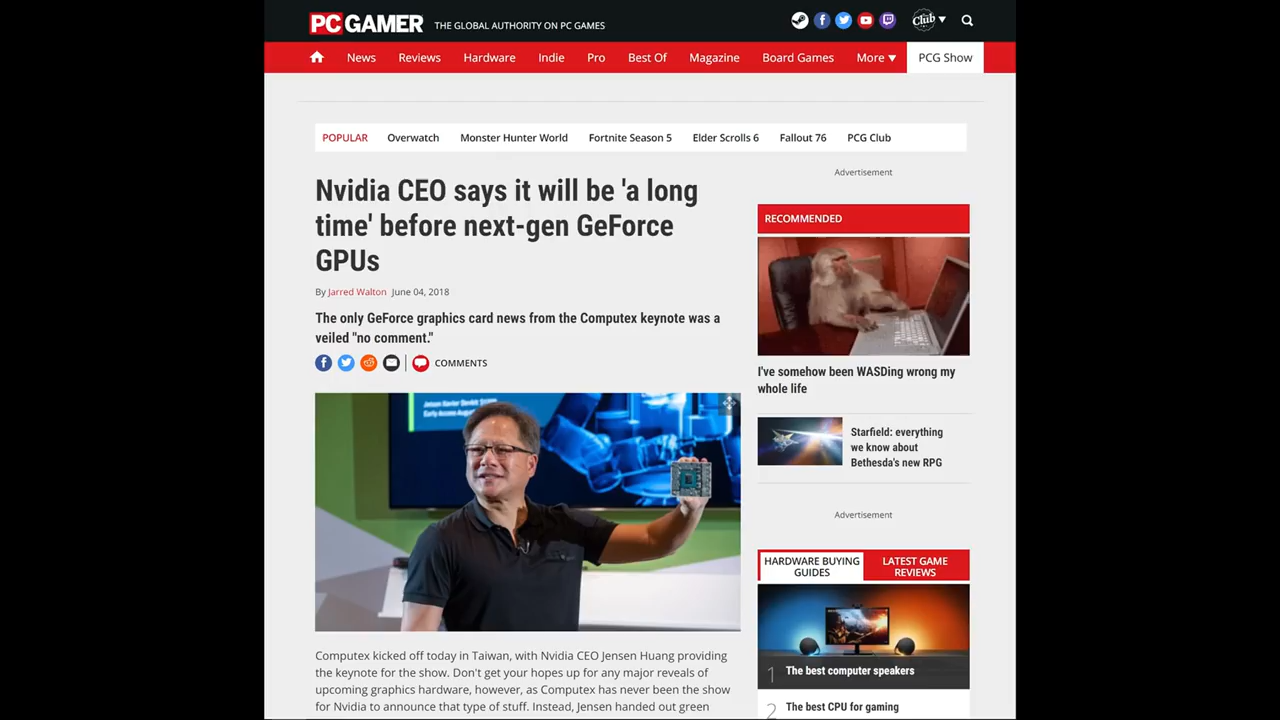 PC GAMER THE GLOBAL AUTHORITY ON PC GAMES
Club
News Reviews Hardware Indie Pro Best Of Magazine Board Games More PCG Show
POPULAR Overwatch Monster Hunter World Fortnite Season 5 Elder Scrolls 6 Fallout 76 PCG Club
Nvidia CEO says it will be 'a long
time' before next-gen GeForce
GPUs
By Jarred Walton June 04, 2018
The only GeForce graphics card news from the Computex keynote was a
veiled "no comment."
COMMENTS
Jetson Xavier Devkit
Early Access August
Computex kicked off today in Taiwan, with Nvidia CEO Jensen Huang providing
the keynote for the show. Don't get your hopes up for any major reveals of
upcoming graphics hardware, however, as Computex has never been the show
for Nvidia to announce that type of stuff. Instead, Jensen handed out green
Advertisement
RECOMMENDED
I've somehow been WASDing wrong my
whole life
Starfield: everything
we know about
Bethesda's new RPG
Advertisement
HARDWARE BUYING
GUIDES
LATEST GAME
REVIEWS
1 The best computer speakers
2 The best CPU for gaming